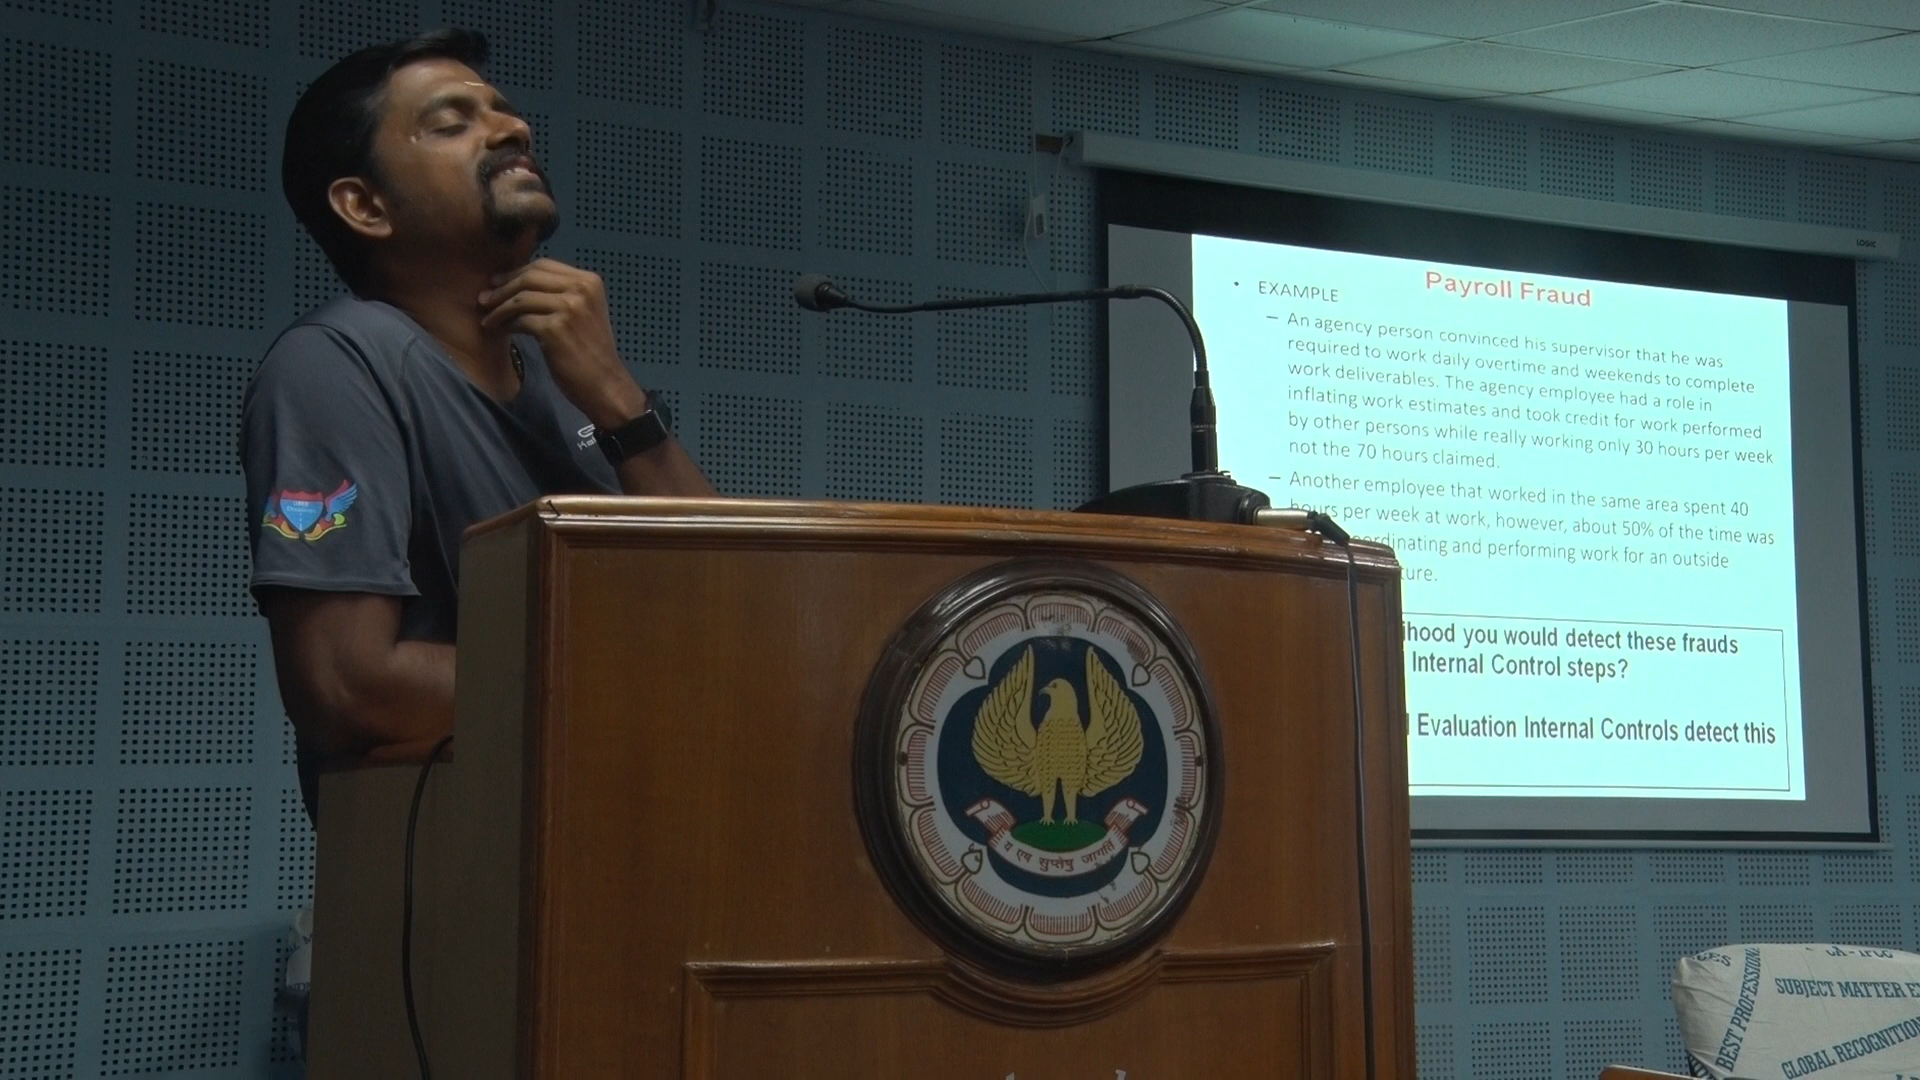 LOGIC
Payroll Fraud
• EXAMPLE
– An agency person convinced his supervisor that he was
required to work daily overtime and weekends to complete
work deliverables. The agency employee had a role in
inflating work estimates and took credit for work performed
by other persons while really working only 30 hours per week
not the 70 hours claimed.
– Another employee that worked in the same area spent 40
hours per week at work, however, about 50% of the time was
and performing work for an outside
you would detect these frauds
Internal Control steps?
Evaluation Internal Controls detect this
य एष सुप्तेषु जागर्ति
BEST PROFESSION
SUBJECT MATTER
GLOBAL RECOGNITION